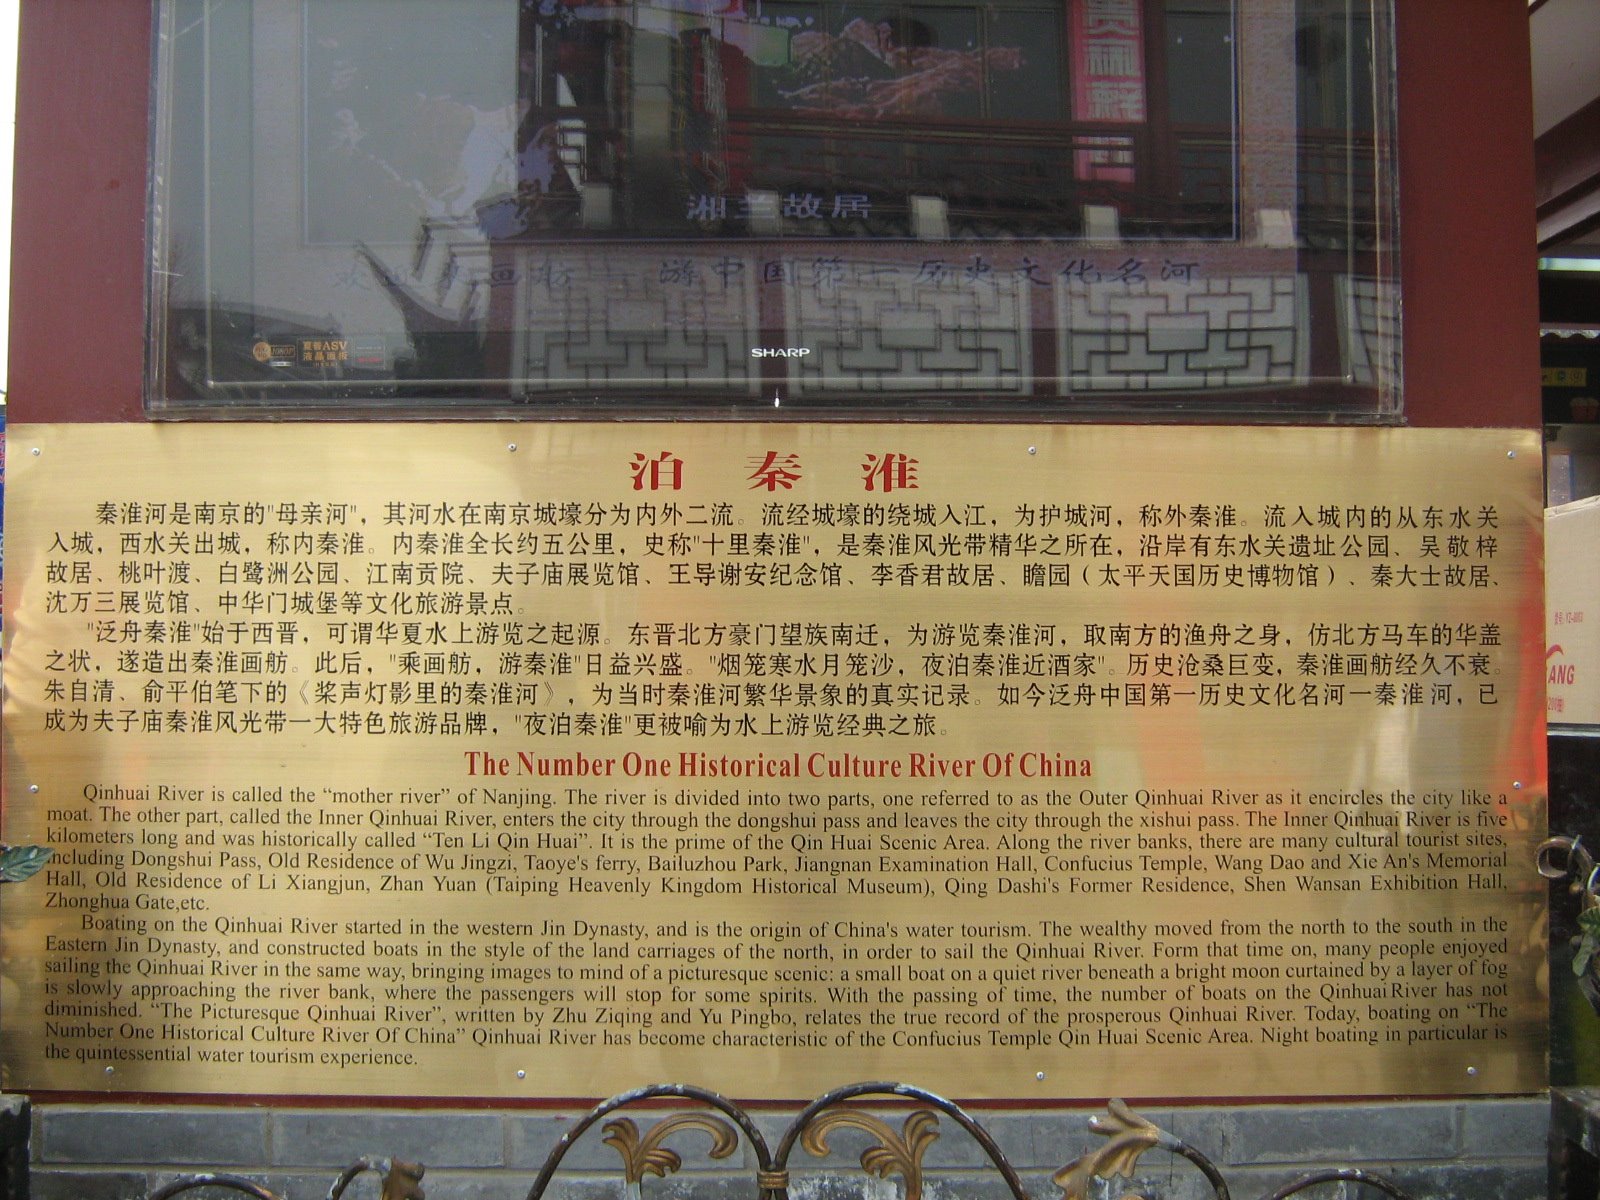 湘兰故居
游中国第一历史文化名河
1080P
夏普ASV
液晶面板
SHARP
泊秦淮
秦淮河是南京的"母亲河"，其河水在南京城壕分为内外二流。流经城壕的绕城入江，为护城河，称外秦淮。流入城内的从东水关
入城，西水关出城，称内秦淮。内秦淮全长约五公里，史称"十里秦淮"，是秦淮风光带精华之所在，沿岸有东水关遗址公园、吴敬梓
故居、桃叶渡、白鹭洲公园、江南贡院、夫子庙展览馆、王导谢安纪念馆、李香君故居、瞻园（太平天国历史博物馆）、秦大士故居、
沈万三展览馆、中华门城堡等文化旅游景点。
"泛舟秦淮"始于西晋，可谓华夏水上游览之起源。东晋北方豪门望族南迁，为游览秦淮河，取南方的渔舟之身，仿北方马车的华盖
之状，遂造出秦淮画舫。此后，"乘画舫，游秦淮"日益兴盛。"烟笼寒水月笼沙，夜泊秦淮近酒家"。历史沧桑巨变，秦淮画舫经久不衰。
朱自清、俞平伯笔下的《桨声灯影里的秦淮河》，为当时秦淮河繁华景象的真实记录。如今泛舟中国第一历史文化名河一秦淮河，已
成为夫子庙秦淮风光带一大特色旅游品牌，"夜泊秦淮"更被喻为水上游览经典之旅。
The Number One Historical Culture River Of China
Qinhuai River is called the “mother river” of Nanjing. The river is divided into two parts, one referred to as the Outer Qinhuai River as it encircles the city like a
moat. The other part, called the Inner Qinhuai River, enters the city through the dongshui pass and leaves the city through the xishui pass. The Inner Qinhuai River is five
kilometers long and was historically called “Ten Li Qin Huai”. It is the prime of the Qin Huai Scenic Area. Along the river banks, there are many cultural tourist sites,
including Dongshui Pass, Old Residence of Wu Jingzi, Taoye's ferry, Bailuzhou Park, Jiangnan Examination Hall, Confucius Temple, Wang Dao and Xie An's Memorial
Hall, Old Residence of Li Xiangjun, Zhan Yuan (Taiping Heavenly Kingdom Historical Museum), Qing Dashi's Former Residence, Shen Wansan Exhibition Hall,
Zhonghua Gate,etc.
Boating on the Qinhuai River started in the western Jin Dynasty, and is the origin of China's water tourism. The wealthy moved from the north to the south in the
Eastern Jin Dynasty, and constructed boats in the style of the land carriages of the north, in order to sail the Qinhuai River. Form that time on, many people enjoyed
sailing the Qinhuai River in the same way, bringing images to mind of a picturesque scenic: a small boat on a quiet river beneath a bright moon curtained by a layer of fog
is slowly approaching the river bank, where the passengers will stop for some spirits. With the passing of time, the number of boats on the Qinhuai River has not
diminished. “The Picturesque Qinhuai River”, written by Zhu Ziqing and Yu Pingbo, relates the true record of the prosperous Qinhuai River. Today, boating on “The
Number One Historical Culture River Of China” Qinhuai River has become characteristic of the Confucius Temple Qin Huai Scenic Area. Night boating in particular is
the quintessential water tourism experience.